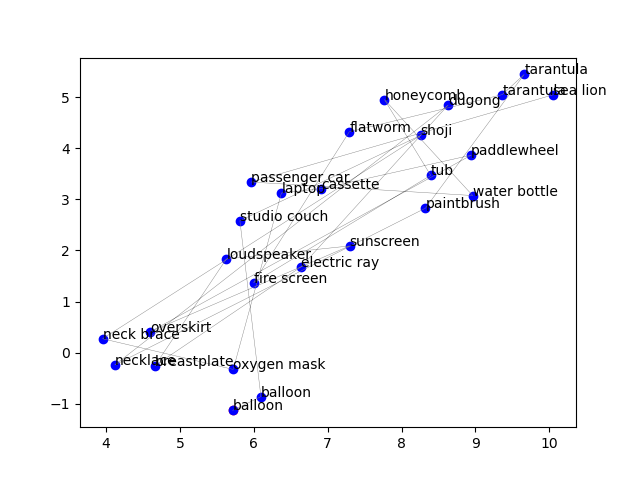 tarantula
honeycomb
tarantula
sea lion
dugong
5
flatworm
shoji
4
paddlewheel
tub
passenger car
cassette
laptop
water bottle
3
paintbrush
studio couch
sunscreen
2
loudspeaker
electric ray
fire screen
1
overskirt
neck brace
0
necklace
breastplate
oxygen mask
balloon
−1
balloon
4 5 6 7 8 9 10